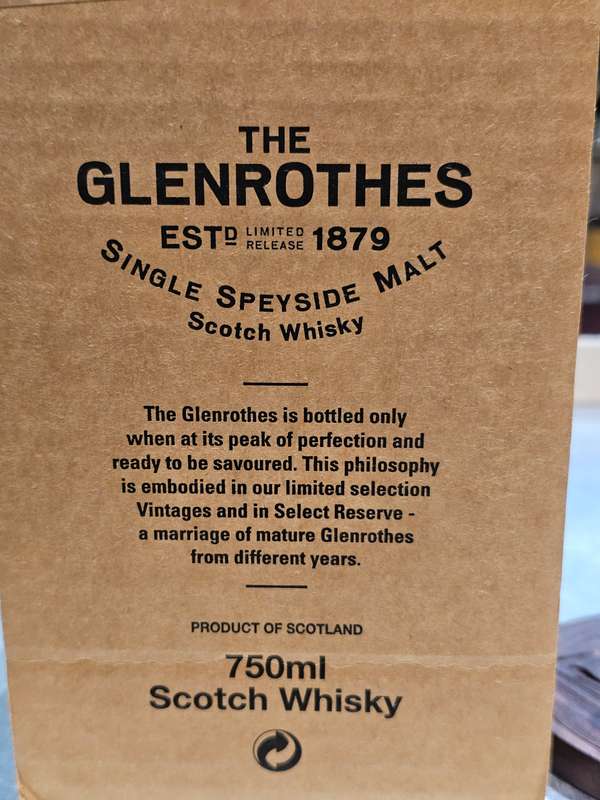 THE
GLENROTHES
ESTD LIMITED RELEASE 1879
SINGLE SPEYSIDE MALT
Scotch Whisky
The Glenrothes is bottled only
when at its peak of perfection and
ready to be savoured. This philosophy
is embodied in our limited selection
Vintages and in Select Reserve -
a marriage of mature Glenrothes
from different years.
PRODUCT OF SCOTLAND
750ml
Scotch Whisky